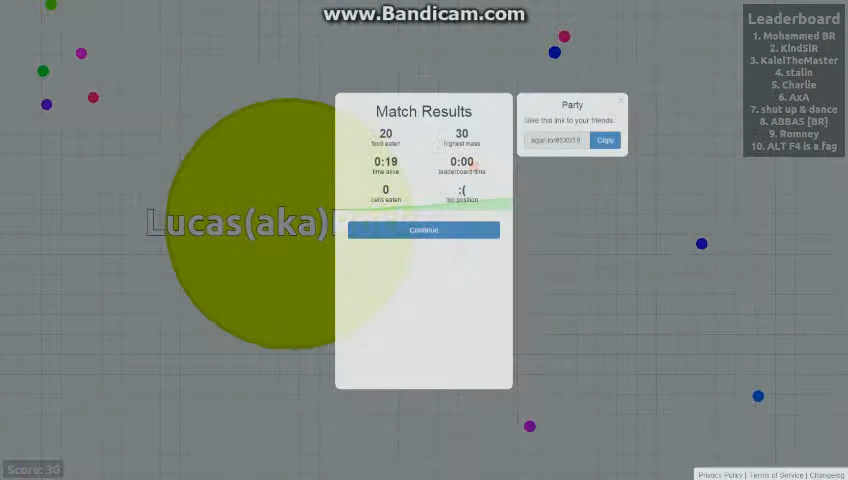 www.Bandicam.com
Leaderboard
1. Mohammed BR
2. KindSiR
3. KaleiTheMaster
4. stalin
5. Charlie
6. AxA
7. shut up & dance
8. ABBAS [BR]
9. Romney
10. ALT F4 is a fag
Match Results
20
food eaten
30
highest mass
0:19
time alive
0:00
leaderboard time
0
cells eaten
:(
top position
Continue
Party
×
Give this link to your friends
agar.io/#5X9T9
Copy
Lucas(aka)
Score: 30
Privacy Policy | Terms of Service | Changelog